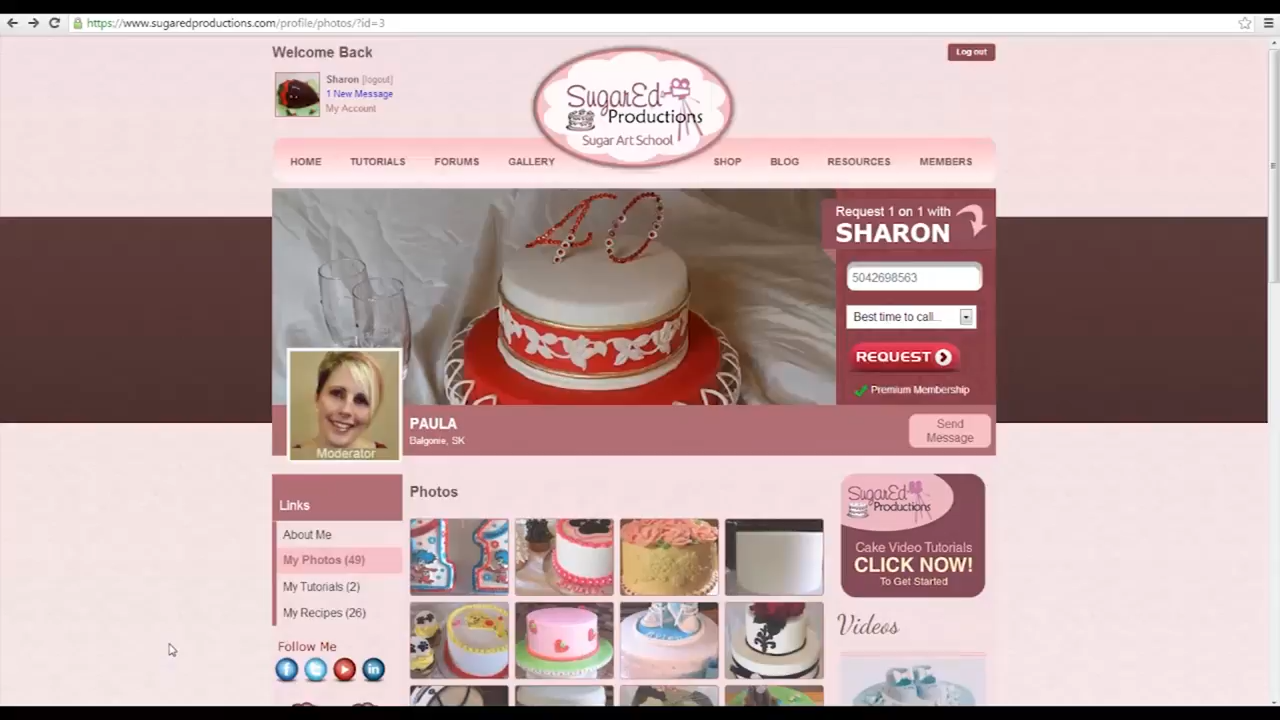 https://www.sugaredproductions.com/profile/photos/?id=3
Welcome Back
Log out
Sharon [logout]
1 New Message
My Account
SugarEd
Productions
Sugar Art School
HOME TUTORIALS FORUMS GALLERY SHOP BLOG RESOURCES MEMBERS
40
Request 1 on 1 with
SHARON
5042698563
Best time to call...
REQUEST
Premium Membership
Moderator
PAULA
Balgonie, SK
Send
Message
Links
About Me
My Photos (49)
My Tutorials (2)
My Recipes (26)
Follow Me
Photos
11
SugarEd
Productions
Cake Video Tutorials
CLICK NOW!
To Get Started
Videos